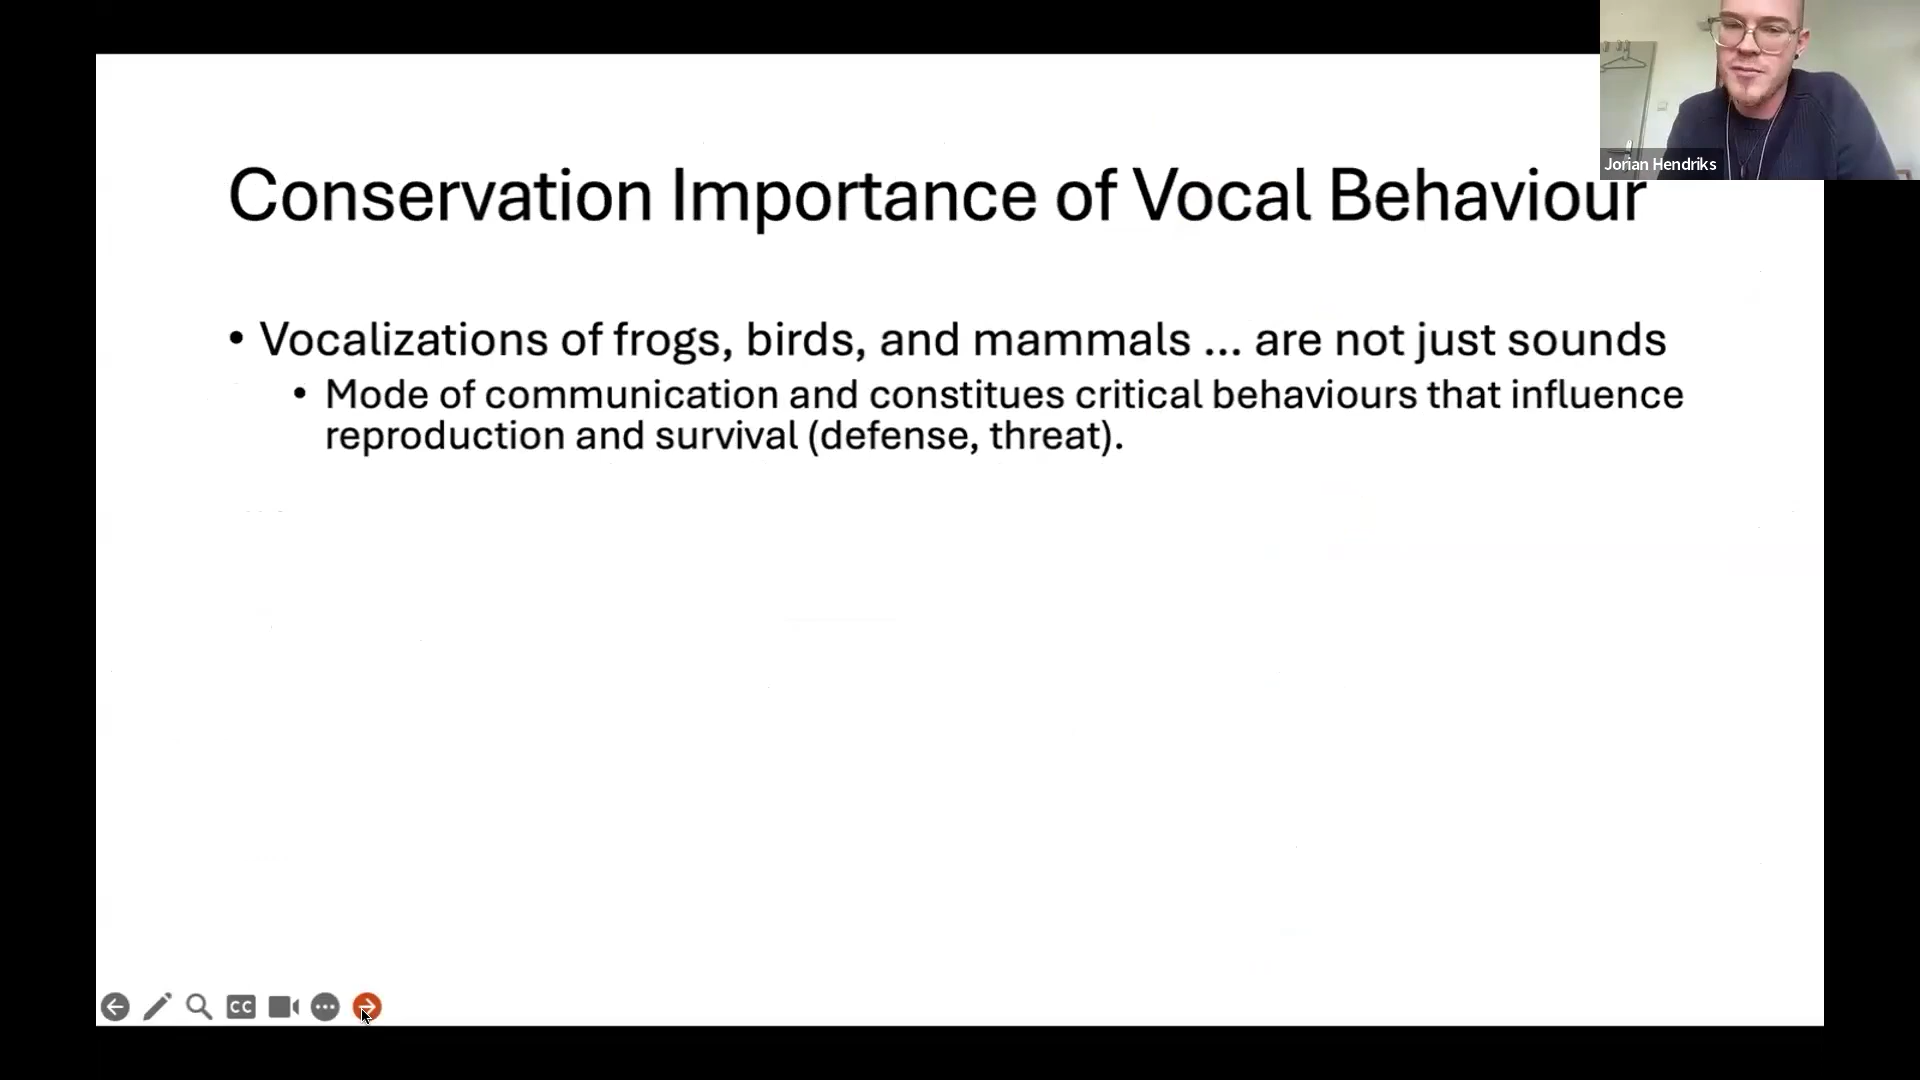 Jorian Hendriks
Conservation Importance of Vocal Behaviour
• Vocalizations of frogs, birds, and mammals ... are not just sounds
• Mode of communication and constitues critical behaviours that influence
reproduction and survival (defense, threat).
CC